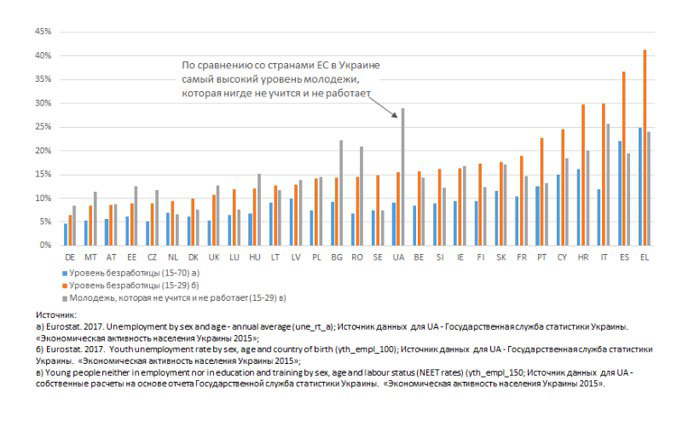 45%
40%
35%
30%
25%
20%
15%
10%
5%
0%
По сравнению со странами ЕС в Украине
самый высокий уровень молодежи,
которая нигде не учится и не работает
DE MT AT EE CZ NL DK UK LU HU LT LV PL BG RO SE UA BE SI IE FI SK FR PT CY HR IT ES EL
Уровень безработицы (15-70) а)
Уровень безработицы (15-29) б)
Молодежь, которая не учится и не работает (15-29) в)
Источник:
а) Eurostat. 2017. Unemployment by sex and age - annual average (une_rt_a); Источник данных для UA - Государственная служба статистики Украины.
«Экономическая активность населения Украины 2015»;
б) Eurostat. 2017. Youth unemployment rate by sex, age and country of birth (yth_empl_100); Источник данных для UA - Государственная служба статистики
Украины. «Экономическая активность населения Украины 2015»;
в) Young people neither in employment nor in education and training by sex, age and labour status (NEET rates) (yth_empl_150; Источник данных для UA -
собственные расчеты на основе отчета Государственной службы статистики Украины. «Экономическая активность населения Украины 2015».